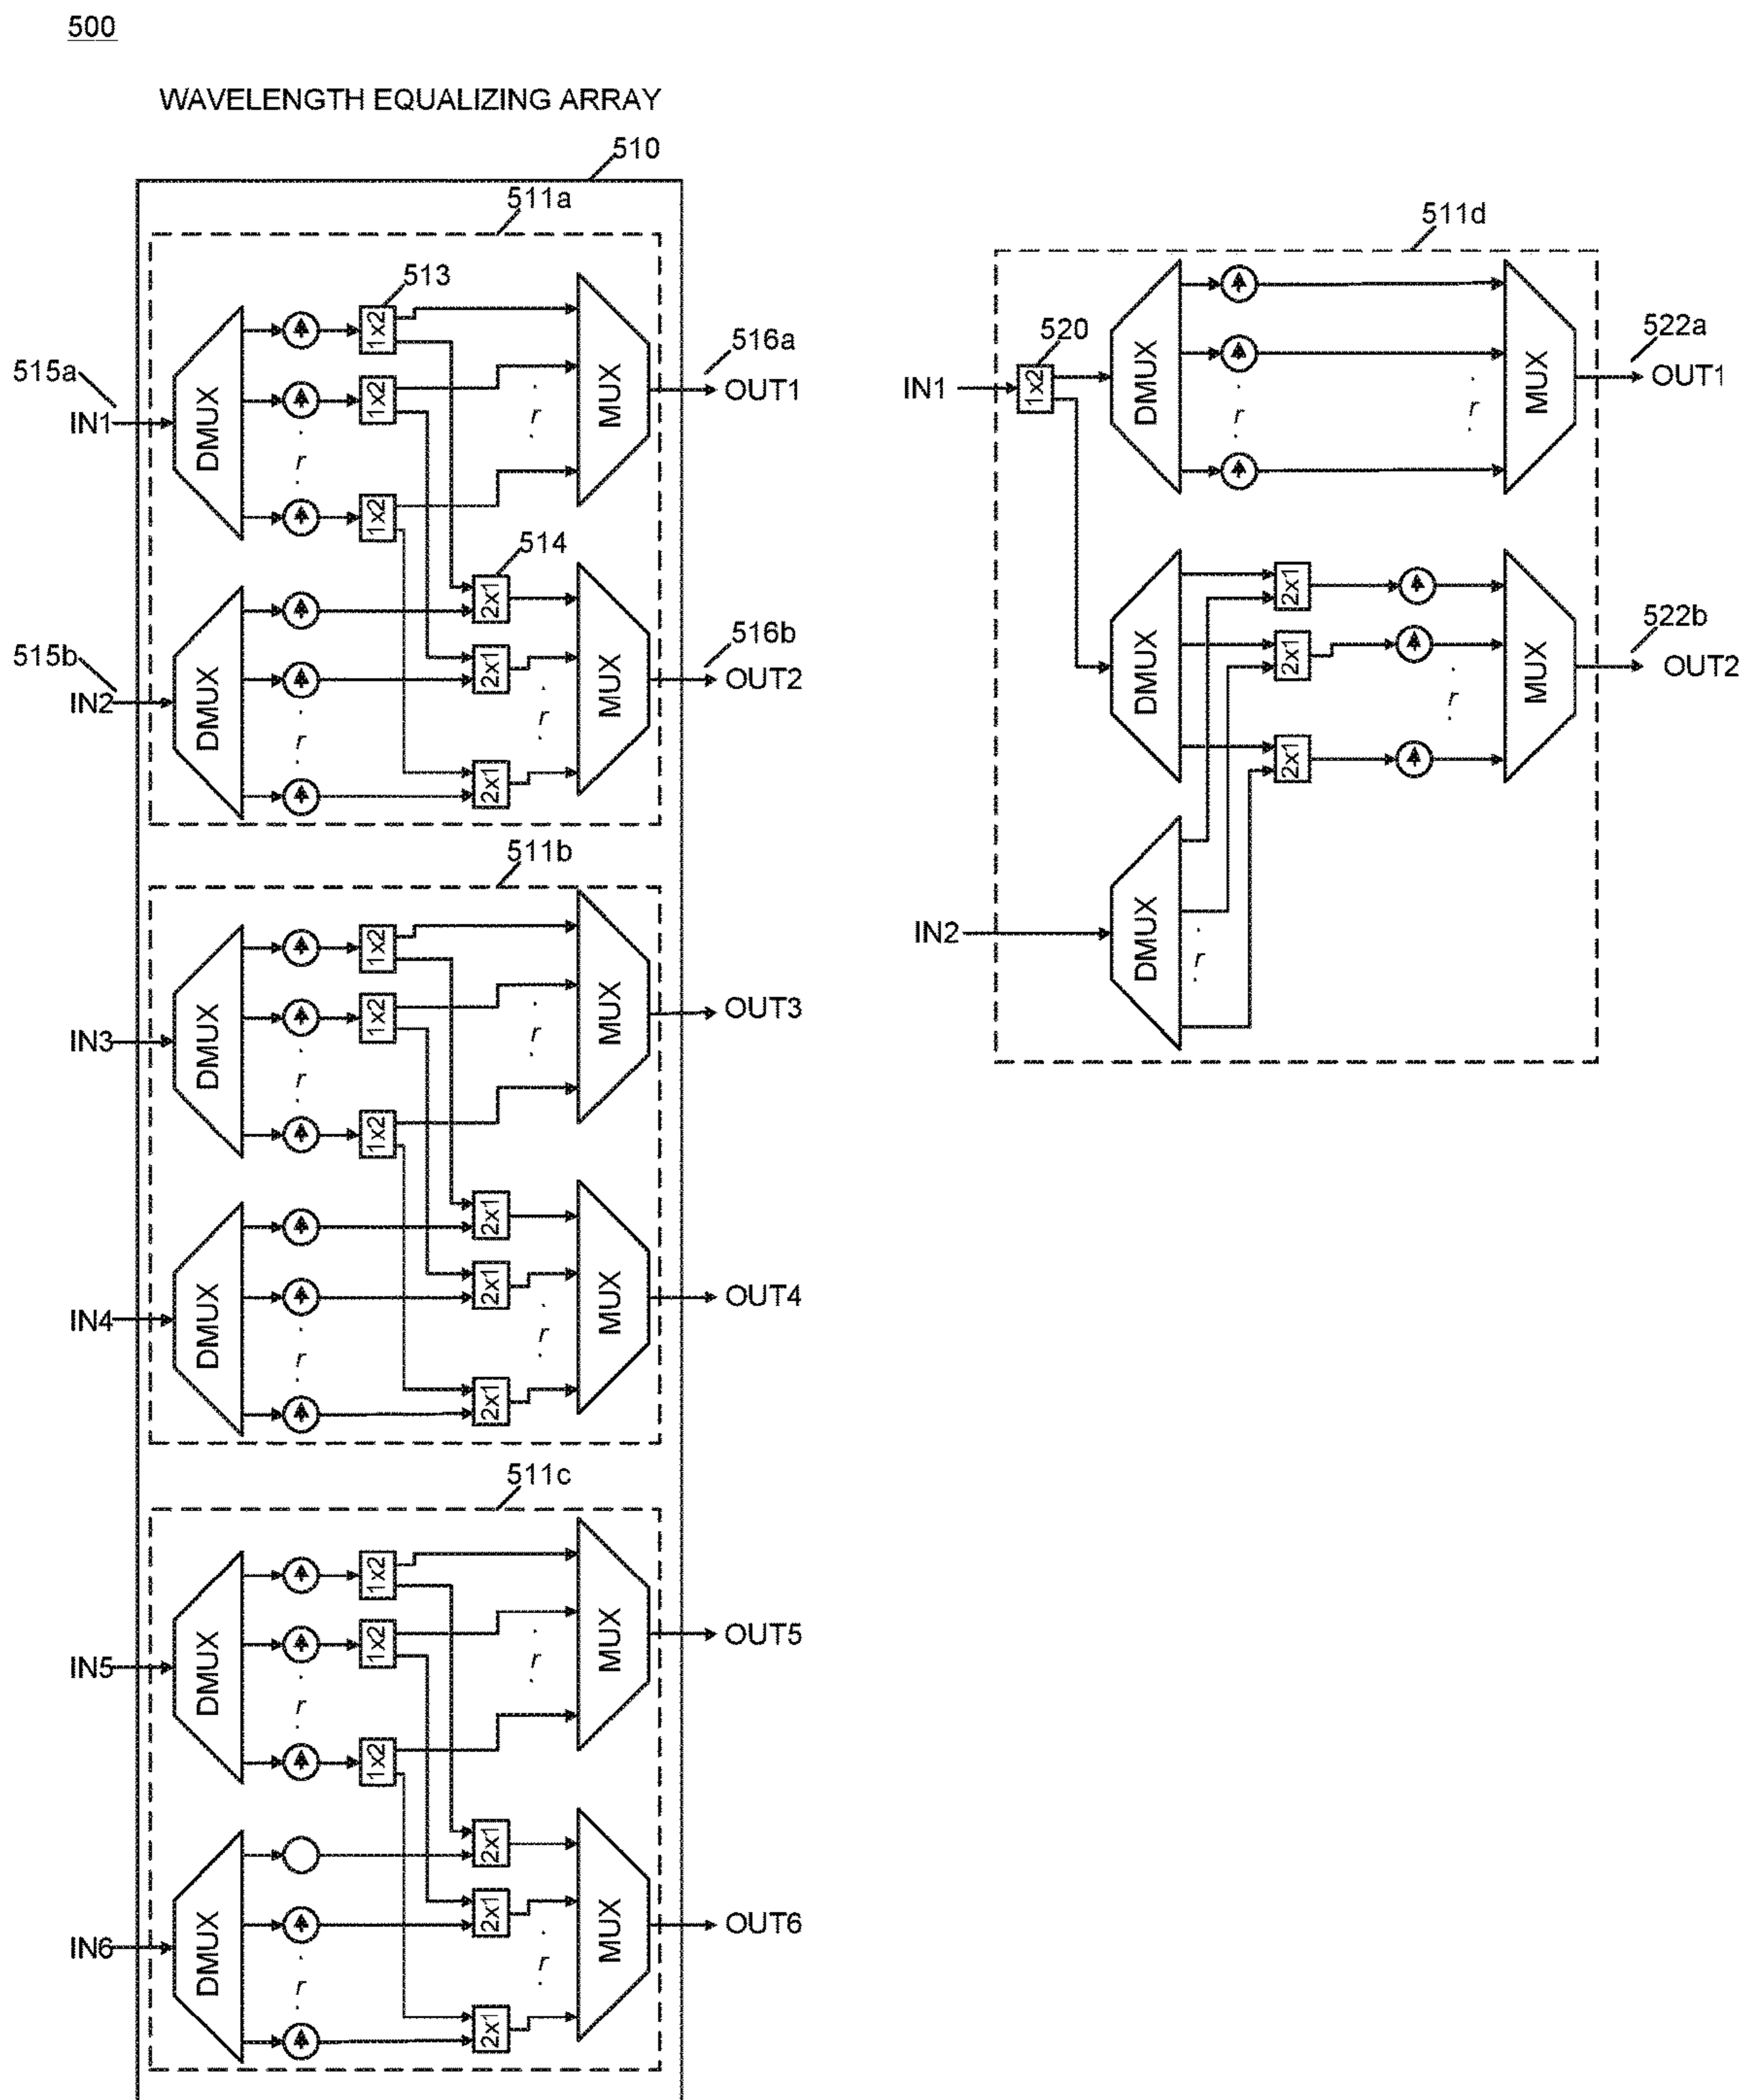 500
WAVELENGTH EQUALIZING ARRAY
510
511a
513
1x2
DMUX
1x2
r
1x2
515a
IN1
r
MUX
516a
OUT1
514
2x1
515b
IN2
DMUX
r
2x1
r
2x1
MUX
516b
OUT2
511b
1x2
1x2
IN3
DMUX
r
1x2
r
MUX
OUT3
2x1
2x1
IN4
DMUX
r
2x1
r
MUX
OUT4
511c
1x2
1x2
IN5
DMUX
r
1x2
r
MUX
OUT5
2x1
2x1
IN6
DMUX
r
2x1
r
MUX
OUT6
511d
520
IN1
1x2
DMUX
r
r
MUX
522a
OUT1
DMUX
2x1
2x1
2x1
r
MUX
522b
OUT2
IN2
DMUX
r